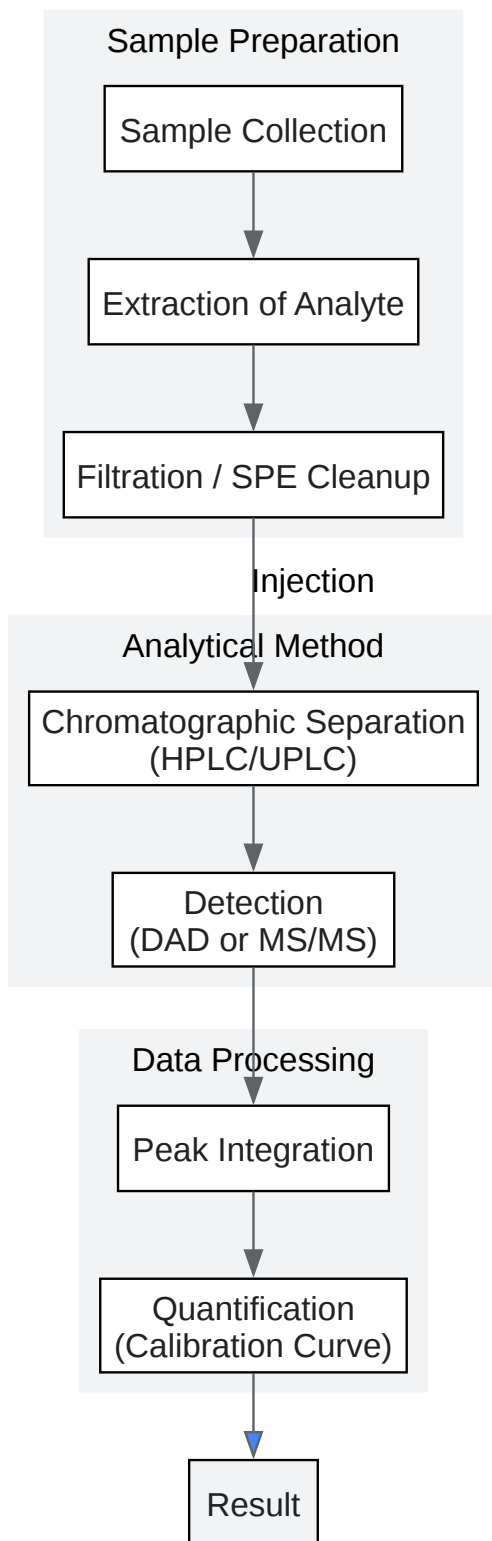 Sample Preparation
Sample Collection
Extraction of Analyte
Filtration / SPE Cleanup
Injection
Analytical Method
Chromatographic Separation
(HPLC/UPLC)
Detection
(DAD or MS/MS)
Data Processing
Peak Integration
Quantification
(Calibration Curve)
Result